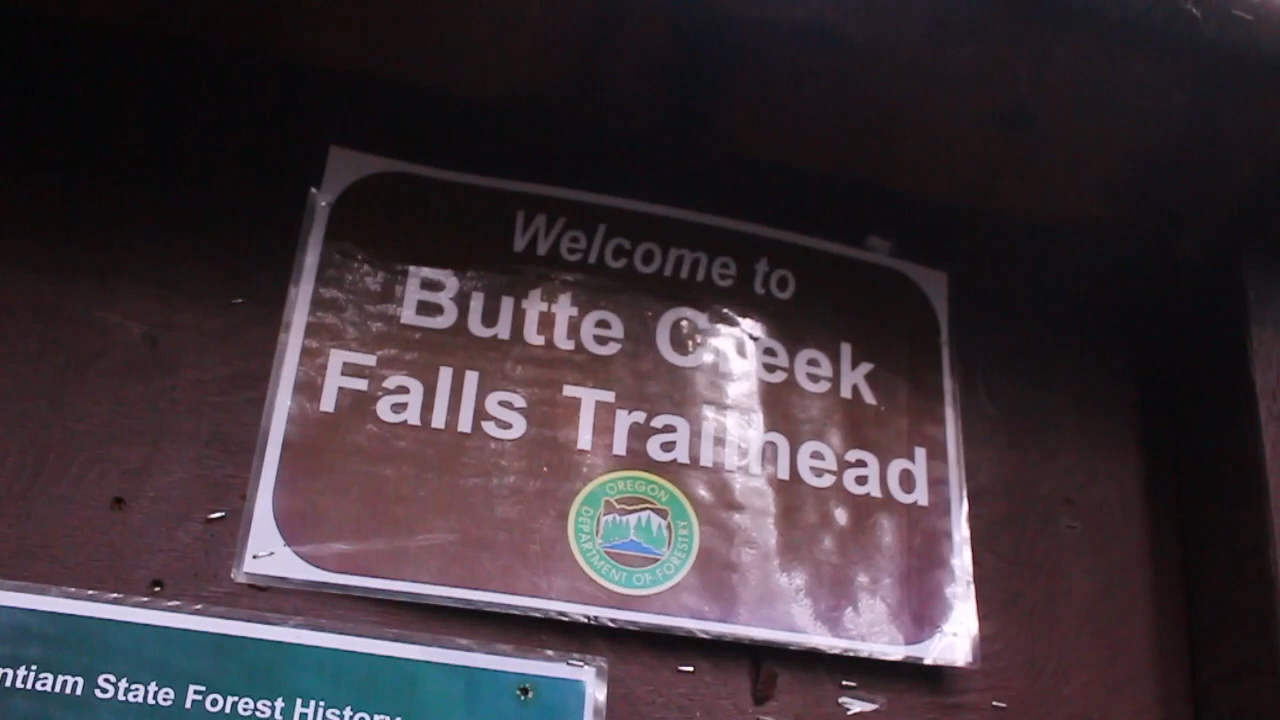 Welcome to
Butte Creek
Falls Trailhead
OREGON
DEPARTMENT OF FORESTRY
ntiam State Forest History